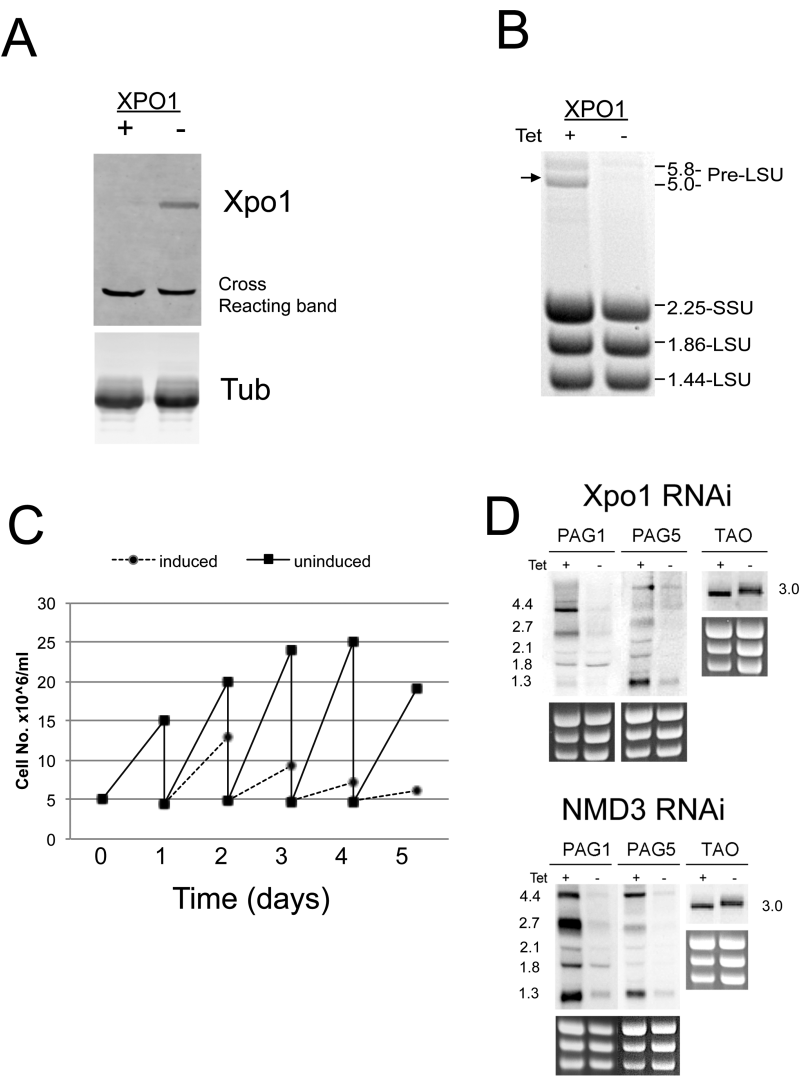 A
XPO1
+ -
Xpo1
Cross
Reacting band
Tub
B
XPO1
Tet + -
5.8-
5.0-
Pre-LSU
2.25-SSU
1.86-LSU
1.44-LSU
C
induced uninduced
30
25
20
15
10
5
0
Cell No. x10^6/ml
0 1 2 3 4 5
Time (days)
D
Xpo1 RNAi
PAG1 PAG5 TAO
Tet + - + - + -
3.0
4.4
2.7
2.1
1.8
1.3
NMD3 RNAi
PAG1 PAG5 TAO
Tet + - + - + -
4.4
3.0
2.7
2.1
1.8
1.3